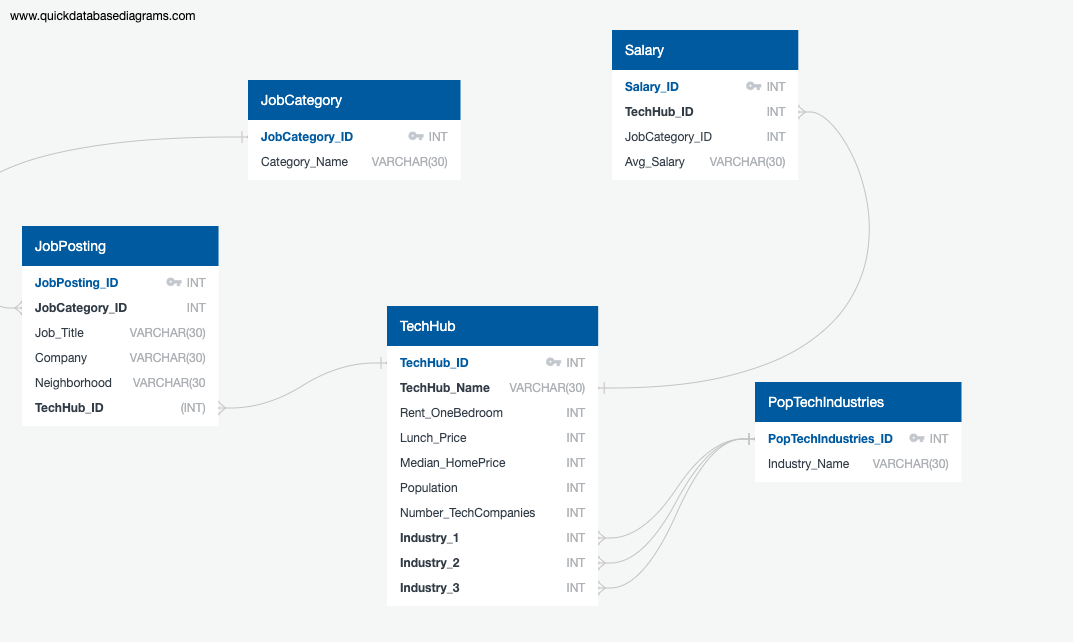 www.quickdatabasediagrams.com
JobCategory
JobCategory_ID INT
Category_Name VARCHAR(30)
Salary
Salary_ID INT
TechHub_ID INT
JobCategory_ID INT
Avg_Salary VARCHAR(30)
JobPosting
JobPosting_ID INT
JobCategory_ID INT
Job_Title VARCHAR(30)
Company VARCHAR(30)
Neighborhood VARCHAR(30
TechHub_ID (INT)
TechHub
TechHub_ID INT
TechHub_Name VARCHAR(30)
Rent_OneBedroom INT
Lunch_Price INT
Median_HomePrice INT
Population INT
Number_TechCompanies INT
Industry_1 INT
Industry_2 INT
Industry_3 INT
PopTechIndustries
PopTechIndustries_ID INT
Industry_Name VARCHAR(30)